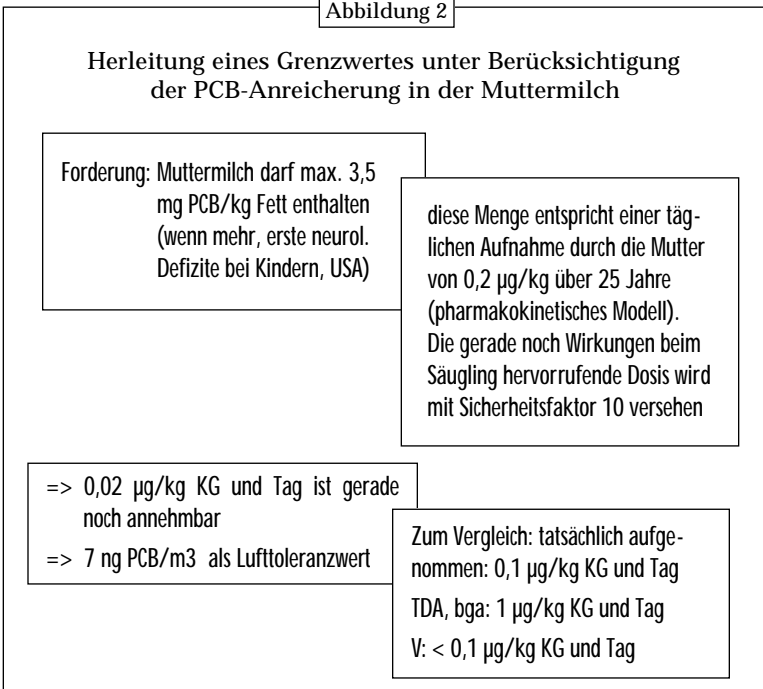 Abbildung 2
Herleitung eines Grenzwertes unter Berücksichtigung
der PCB-Anreicherung in der Muttermilch
Forderung: Muttermilch darf max. 3,5
mg PCB/kg Fett enthalten
(wenn mehr, erste neurol.
Defizite bei Kindern, USA)
diese Menge entspricht einer täg-
lichen Aufnahme durch die Mutter
von 0,2 µg/kg über 25 Jahre
(pharmakokinetisches Modell).
Die gerade noch Wirkungen beim
Säugling hervorrufende Dosis wird
mit Sicherheitsfaktor 10 versehen
=> 0,02 µg/kg KG und Tag ist gerade
noch annehmbar
=> 7 ng PCB/m3 als Lufttoleranzwert
Zum Vergleich: tatsächlich aufge-
nommen: 0,1 µg/kg KG und Tag
TDA, bga: 1 µg/kg KG und Tag
V: < 0,1 µg/kg KG und Tag